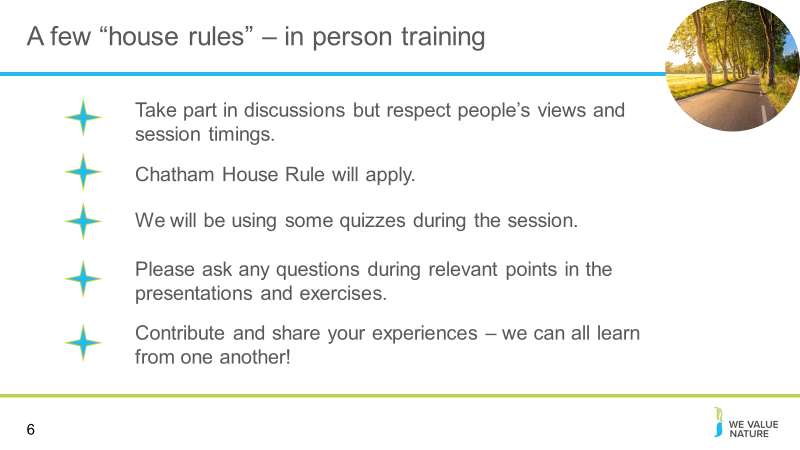 A few “house rules” – in person training
Take part in discussions but respect people’s views and
session timings.
Chatham House Rule will apply.
We will be using some quizzes during the session.
Please ask any questions during relevant points in the
presentations and exercises.
Contribute and share your experiences – we can all learn
from one another!
6
WE VALUE
NATURE